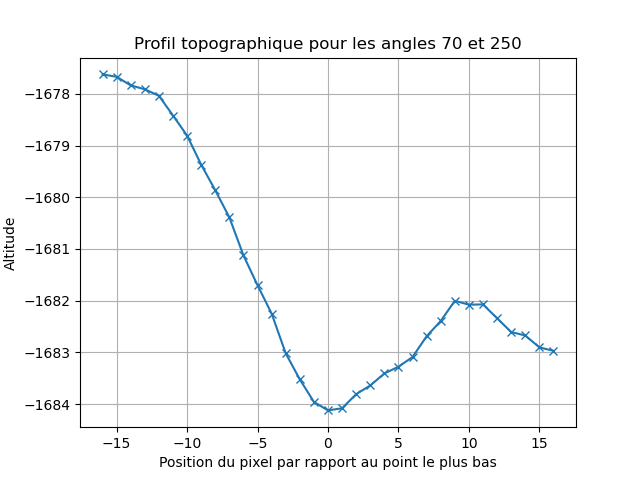 Profil topographique pour les angles 70 et 250
Altitude
−1678
−1679
−1680
−1681
−1682
−1683
−1684
−15 −10 −5 0 5 10 15
Position du pixel par rapport au point le plus bas